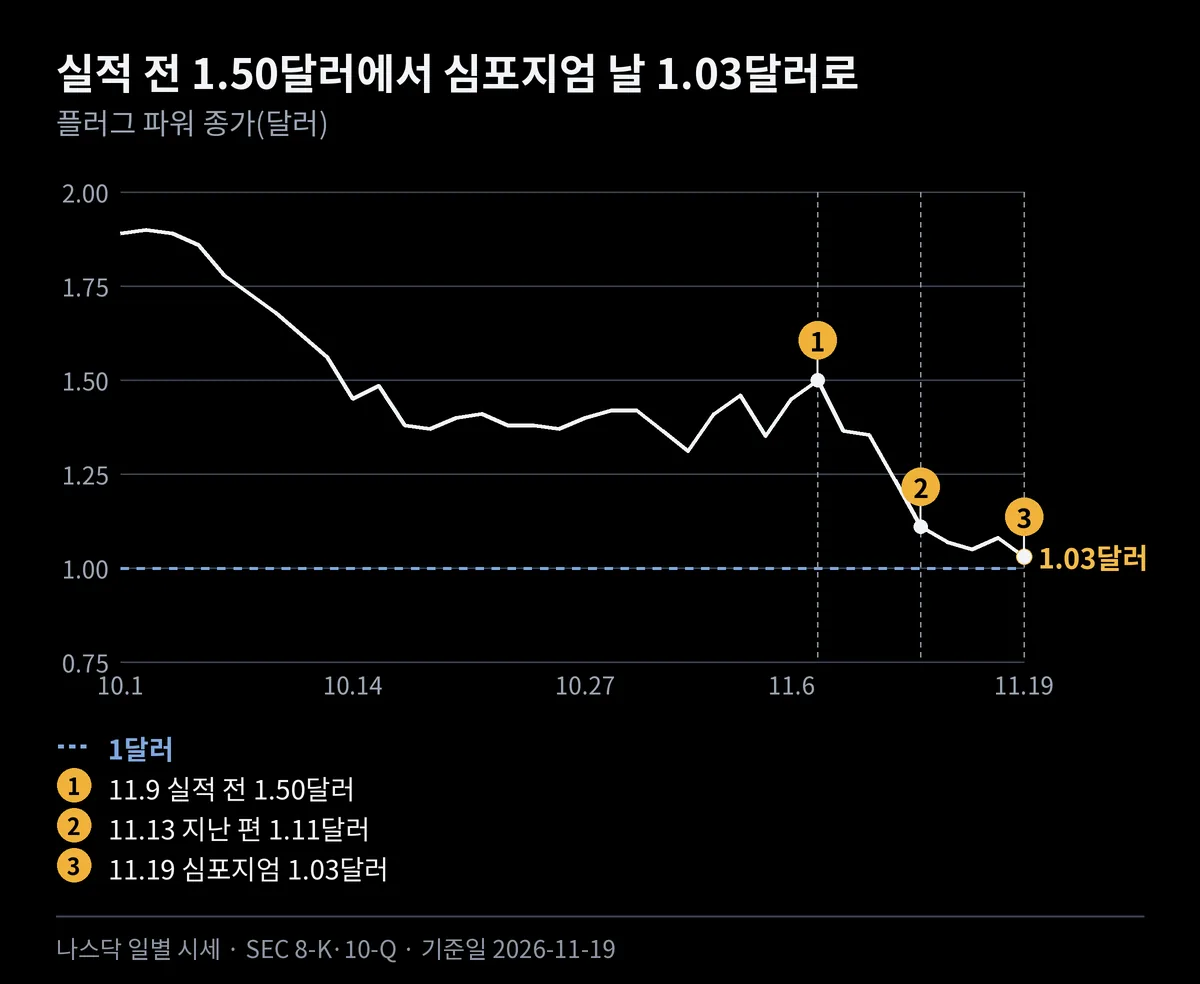 실적 전 1.50달러에서 심포지엄 날 1.03달러로
플러그 파워 종가(달러)
2.00
1.75
1.50
1.25
1.00
0.75
1
2
3
1.03달러
10.1 10.14 10.27 11.6 11.19
1달러
1 11.9 실적 전 1.50달러
2 11.13 지난 편 1.11달러
3 11.19 심포지엄 1.03달러
나스닥 일별 시세 · SEC 8-K·10-Q · 기준일 2026-11-19